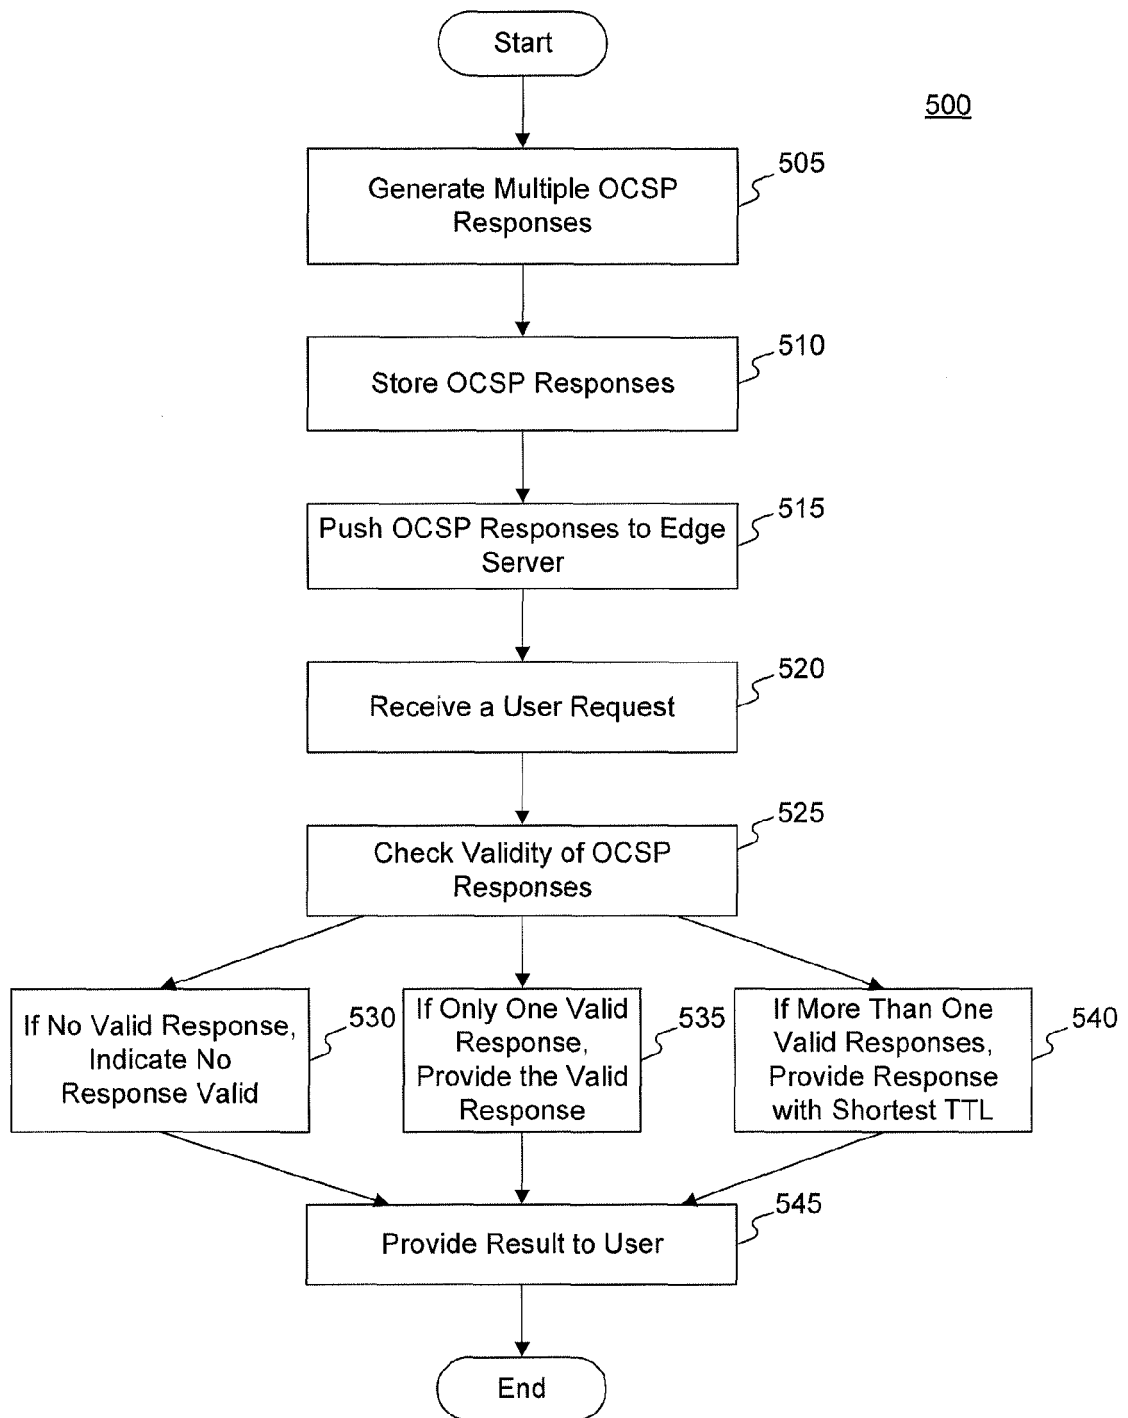 Start
500
505
Generate Multiple OCSP
Responses
510
Store OCSP Responses
515
Push OCSP Responses to Edge
Server
520
Receive a User Request
525
Check Validity of OCSP
Responses
If No Valid Response,
Indicate No
Response Valid
530
If Only One Valid
Response,
Provide the Valid
Response
535
If More Than One
Valid Responses,
Provide Response
with Shortest TTL
540
545
Provide Result to User
End